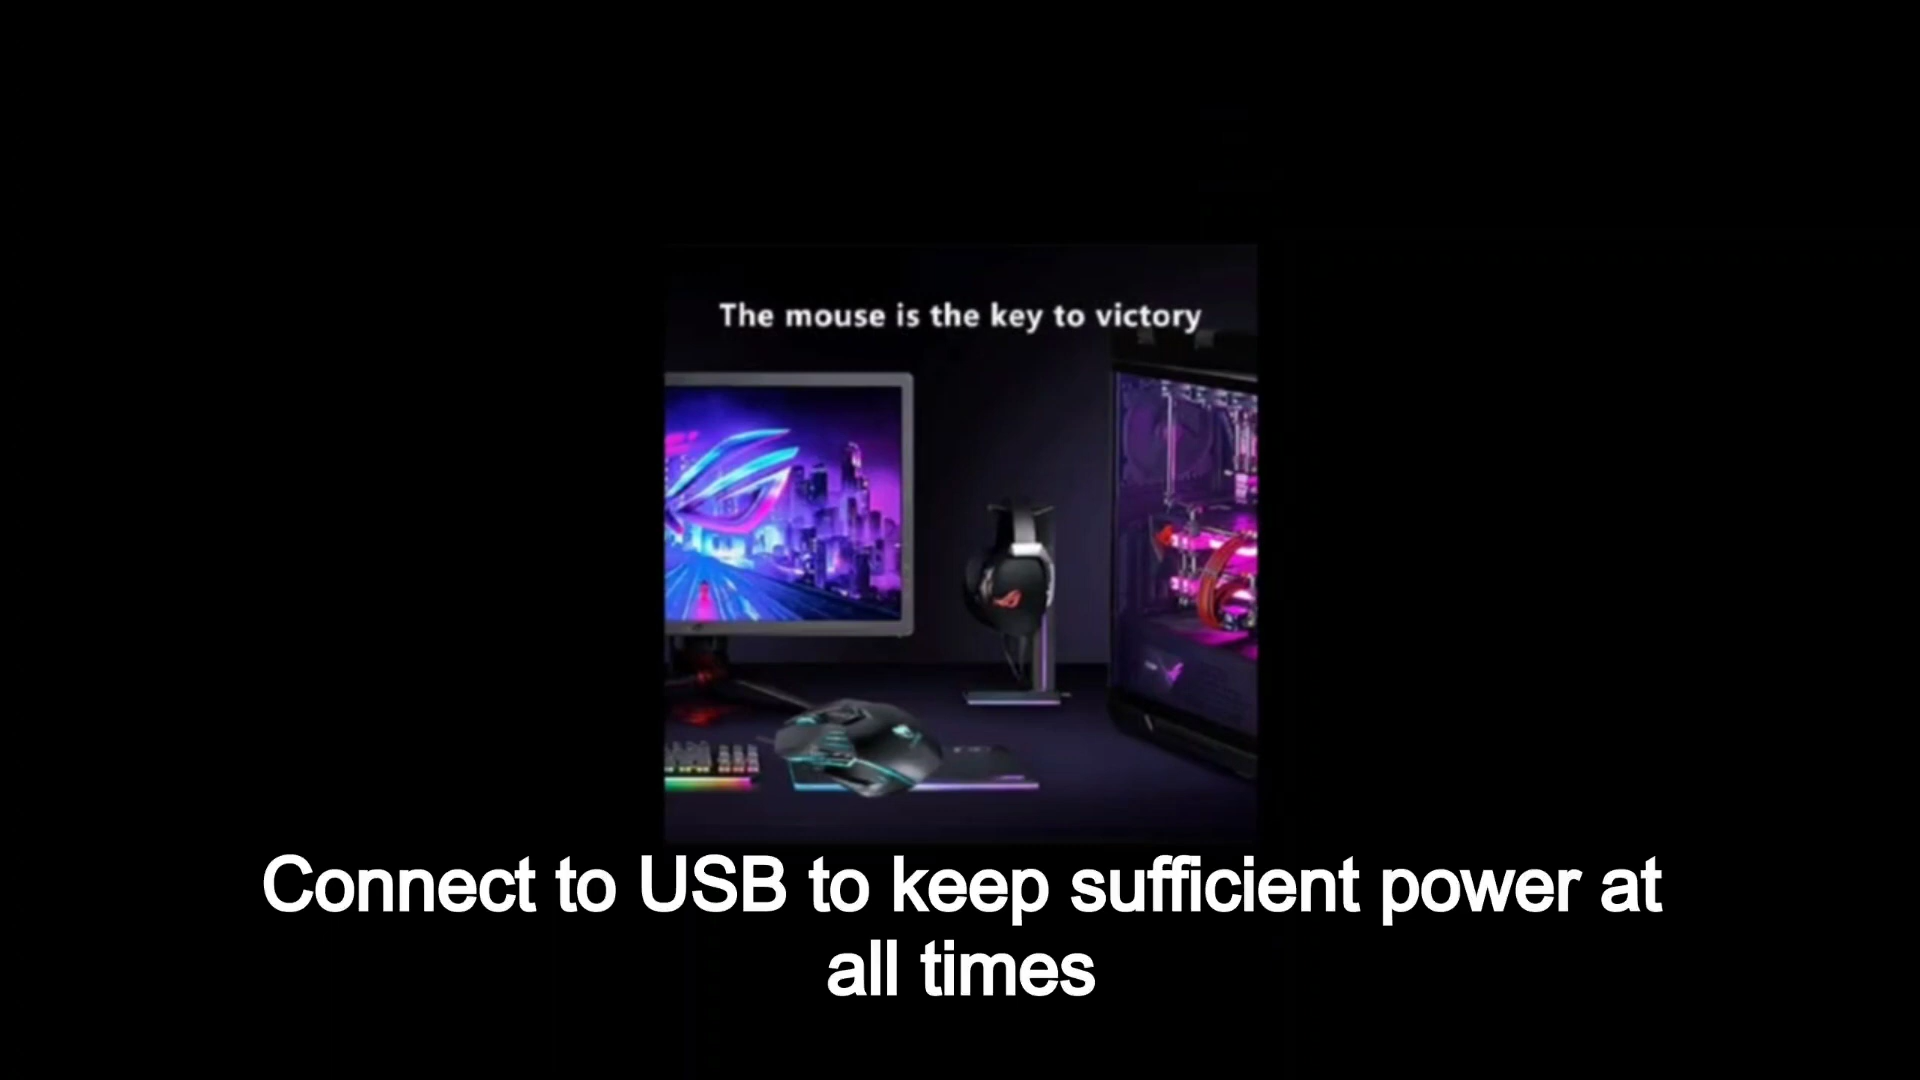 The mouse is the key to victory
Connect to USB to keep sufficient power at
all times